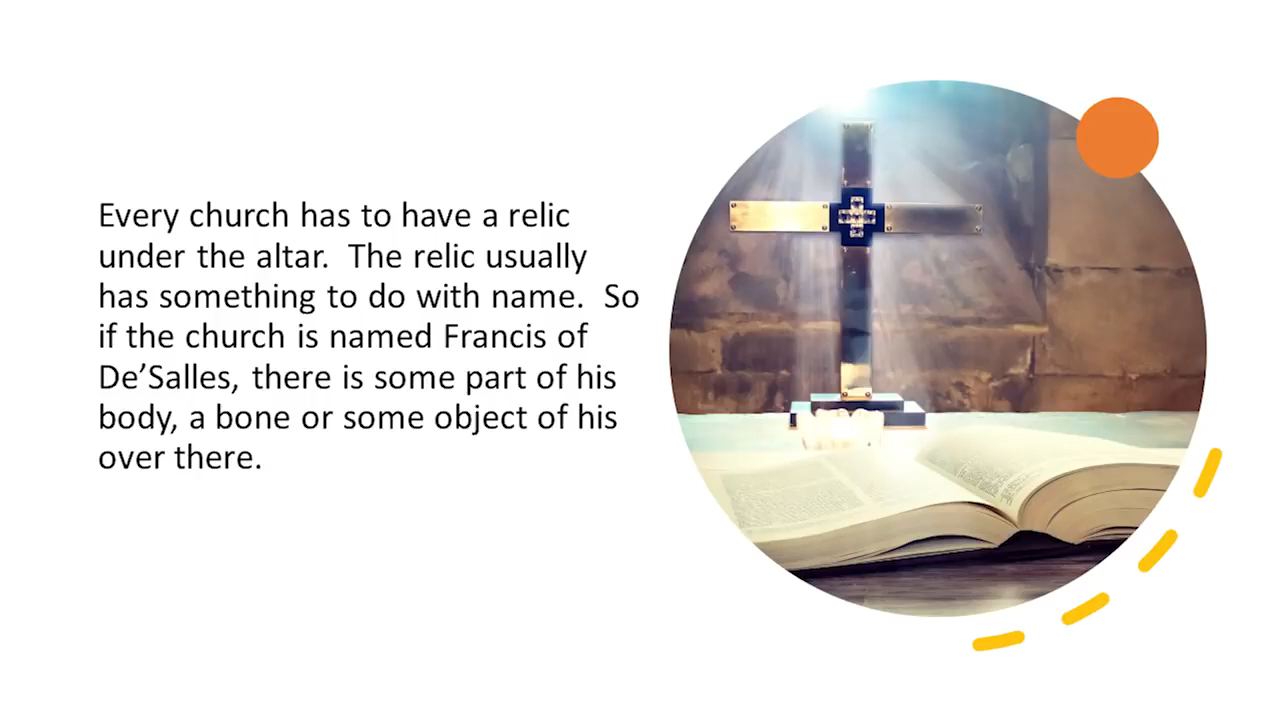 Every church has to have a relic
under the altar.  The relic usually
has something to do with name.  So
if the church is named Francis of
De’Salles, there is some part of his
body, a bone or some object of his
over there.